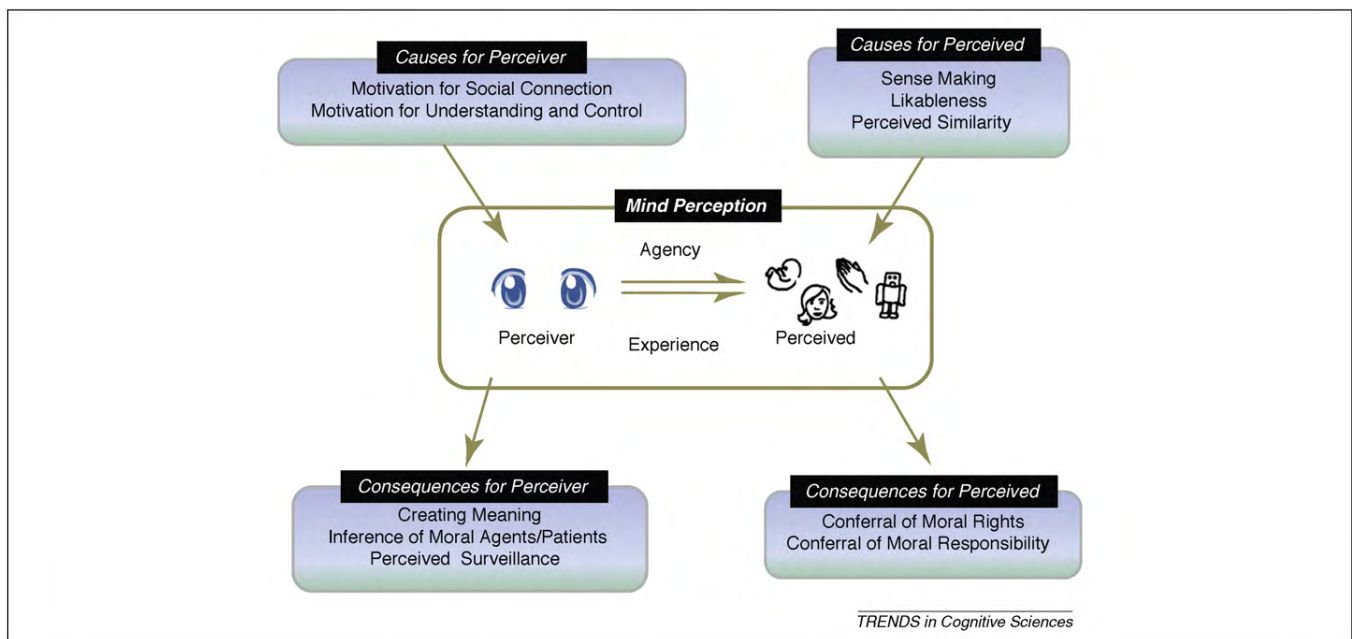 Causes for Perceiver
Motivation for Social Connection
Motivation for Understanding and Control
Causes for Perceived
Sense Making
Likableness
Perceived Similarity
Mind Perception
Agency
Perceiver
Experience
Perceived
Consequences for Perceiver
Creating Meaning
Inference of Moral Agents/Patients
Perceived Surveillance
Consequences for Perceived
Conferral of Moral Rights
Conferral of Moral Responsibility
TRENDS in Cognitive Sciences